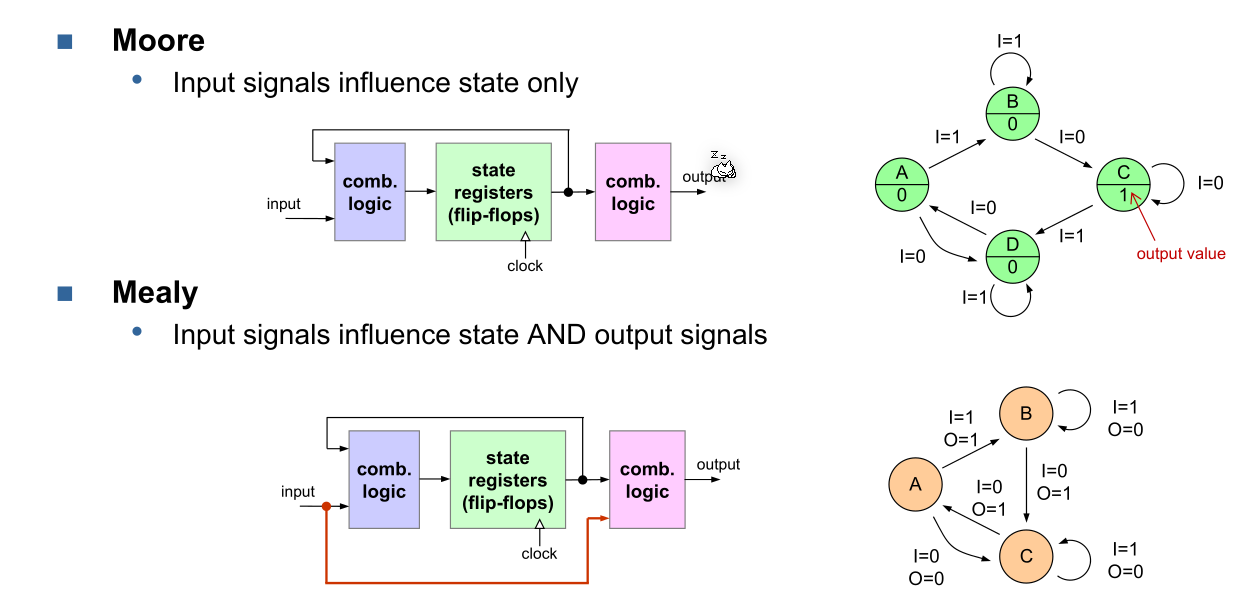 Moore
Input signals influence state only
input
comb.
logic
state
registers
(flip-flops)
clock
comb.
logic
output
z z
I=1
B
0
I=1
I=0
A
0
C
1
I=0
I=0
I=1
D
0
I=0
I=1
output value
Mealy
Input signals influence state AND output signals
input
comb.
logic
state
registers
(flip-flops)
clock
comb.
logic
output
B
I=1
O=0
I=1
O=1
I=0
O=1
A
I=0
O=1
C
I=0
O=0
I=1
O=0